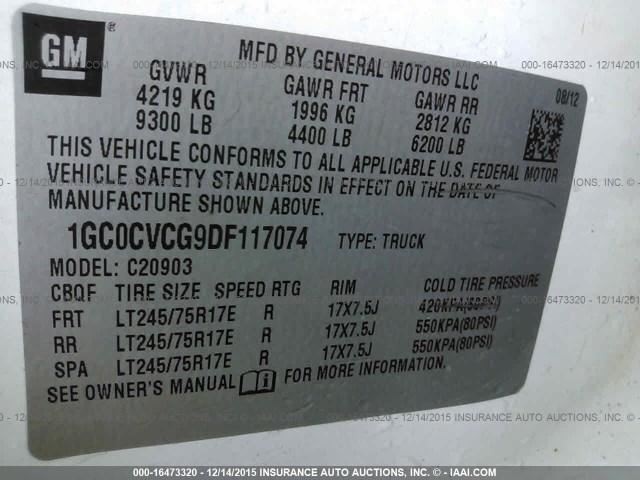 GM
MFD BY GENERAL MOTORS LLC
08/12
GVWR GAWR FRT GAWR RR
4219 KG 1996 KG 2812 KG
9300 LB 4400 LB 6200 LB
THIS VEHICLE CONFORMS TO ALL APPLICABLE U.S. FEDERAL MOTOR
VEHICLE SAFETY STANDARDS IN EFFECT ON THE DATE OF
MANUFACTURE SHOWN ABOVE.
1GC0CVCG9DF117074 TYPE: TRUCK
MODEL: C20903
CBQF TIRE SIZE SPEED RTG RIM COLD TIRE PRESSURE
FRT LT245/75R17E R 17X7.5J 420KPA(60PSI)
RR LT245/75R17E R 17X7.5J 550KPA(80PSI)
SPA LT245/75R17E R 17X7.5J 550KPA(80PSI)
SEE OWNER'S MANUAL FOR MORE INFORMATION.
000-16473320 - 12/14/2015 INSURANCE AUTO AUCTIONS CENTER - © IAAI.COM